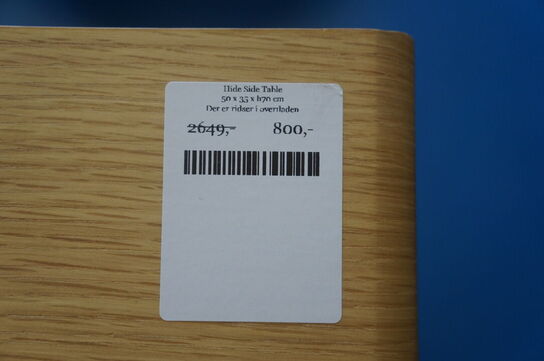 Hide Side Table
50 x 35 x h70 cm
Der er ridser i overfladen
2649,- 800,-